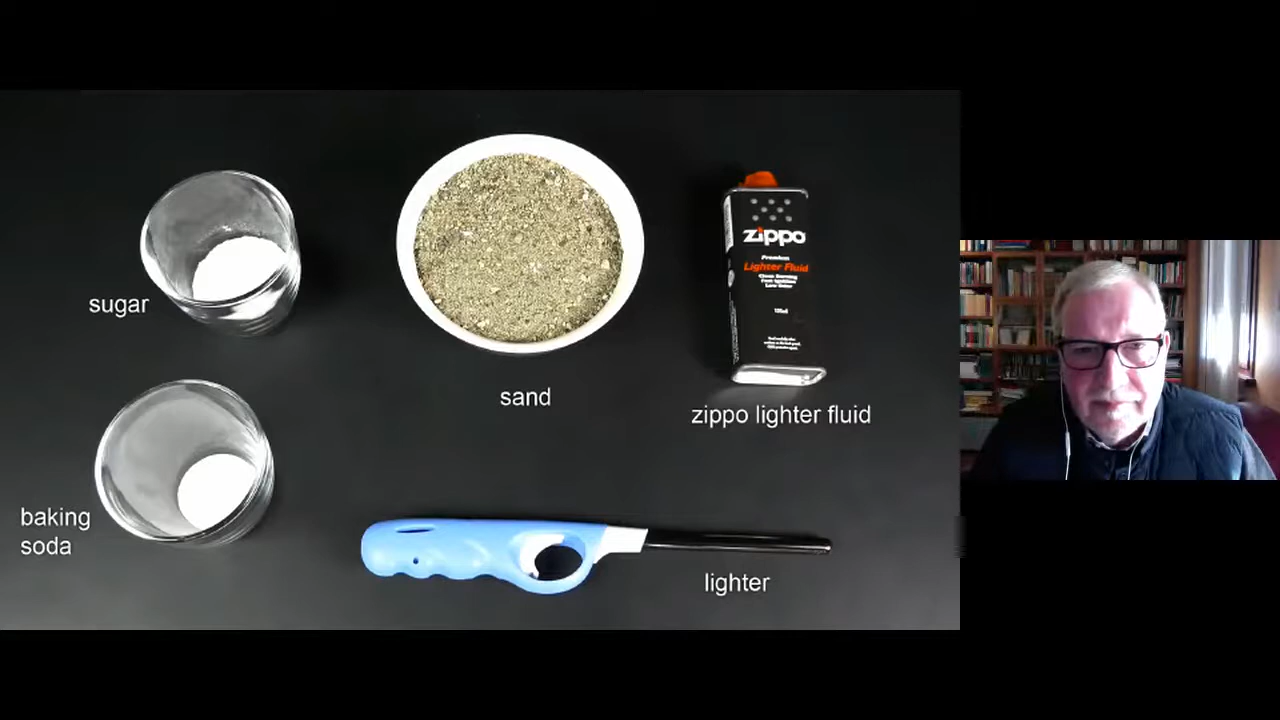 sugar
sand
zippo
Premium
Lighter Fluid
zippo lighter fluid
baking
soda
lighter